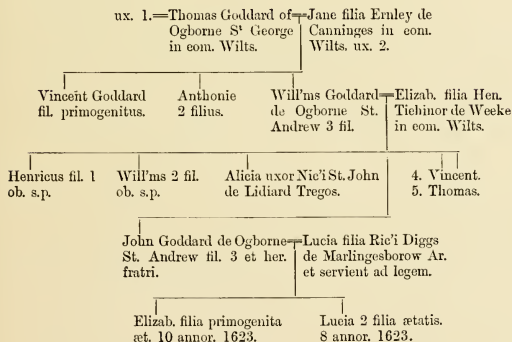 ux. 1.=Thomas Goddard of=Jane filia Ernley de
Ogborne Sᵗ George Canninges in com.
in com. Wilts. Wilts. ux. 2.
Vincent Goddard Anthonie Will'ms Goddard=Elizab. filia Hen.
fil. primogenitus. 2 filius. de Ogborne St. Tichinor de Weeke
Andrew 3 fil. in com. Wilts.
Henricus fil. 1 Will'ms 2 fil. Alicia uxor Nic'i St. John 4. Vincent.
ob. s.p. ob. s.p. de Lidiard Tregos. 5. Thomas.
John Goddard de Ogborne=Lucia filia Ric'i Diggs
St. Andrew fil. 3 et her. de Marlingesborow Ar.
fratri. et servient ad legem.
Elizab. filia primogenita Lucia 2 filia ætatis.
æt. 10 annor. 1623. 8 annor. 1623.